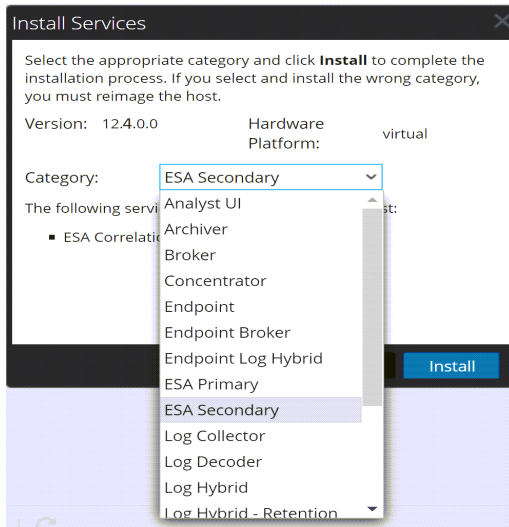 Install Services
Select the appropriate category and click Install to complete the
installation process. If you select and install the wrong category,
you must reimage the host.
Version: 12.4.0.0 Hardware Platform: virtual
Category: ESA Secondary
The following st:
ESA
Analyst UI
Archiver
Broker
Concentrator
Endpoint
Endpoint Broker
Endpoint Log Hybrid
ESA Primary
ESA Secondary
Log Collector
Log Decoder
Log Hybrid
Log Hybrid - Retention
Install